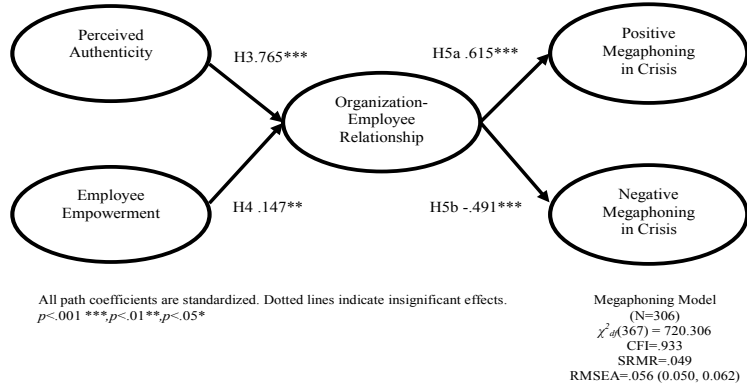 Perceived
Authenticity
H3.765***
H5a .615***
Positive
Megaphoning
in Crisis
Organization-
Employee
Relationship
Employee
Empowerment
H4 .147**
H5b -.491***
Negative
Megaphoning
in Crisis
All path coefficients are standardized. Dotted lines indicate insignificant effects.
p<.001 ***,p<.01**,p<.05*
Megaphoning Model
(N=306)
χ²df(367) = 720.306
CFI=.933
SRMR=.049
RMSEA=.056 (0.050, 0.062)